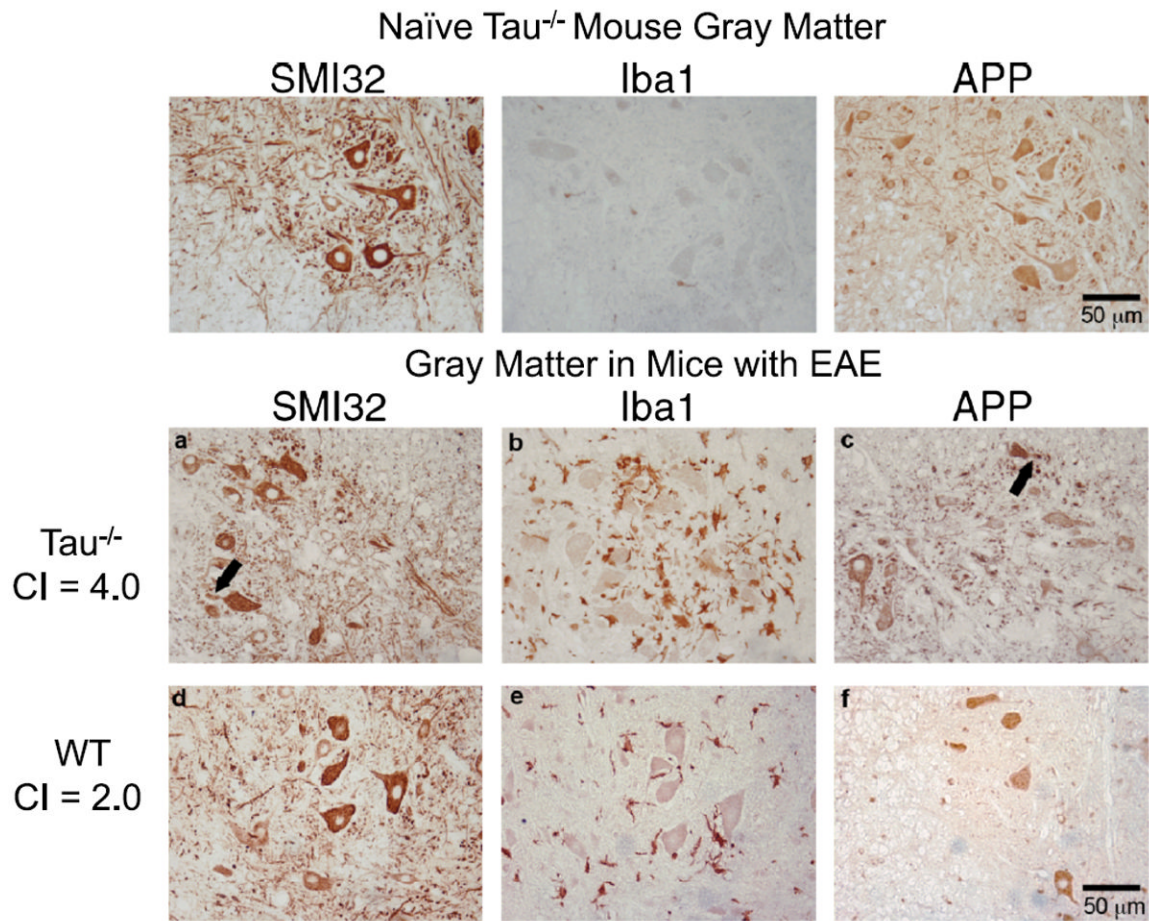 Naïve Tau-/- Mouse Gray Matter
SMI32 Iba1 APP
50 μm
Gray Matter in Mice with EAE
SMI32 Iba1 APP
a b c
Tau-/-
CI = 4.0
d e f
WT
CI = 2.0
50 μm